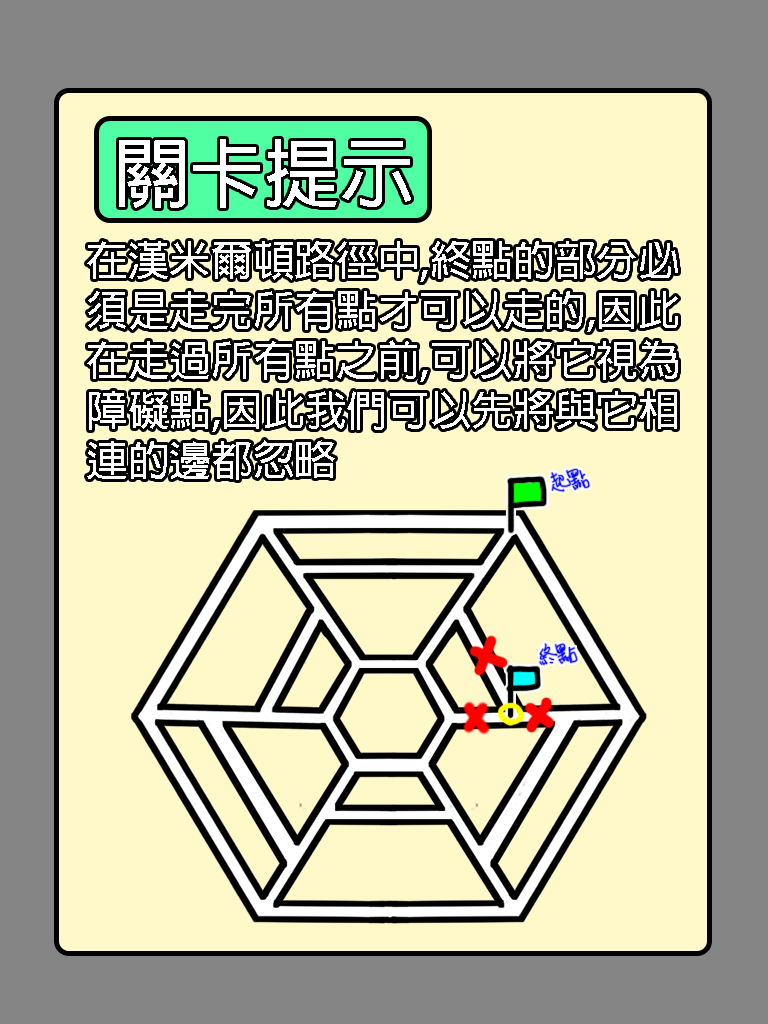 關卡提示
在漢米爾頓路徑中,終點的部分必
須是走完所有點才可以走的,因此
在走過所有點之前,可以將它視為
障礙點,因此我們可以先將與它相
連的邊都忽略
起點
終點